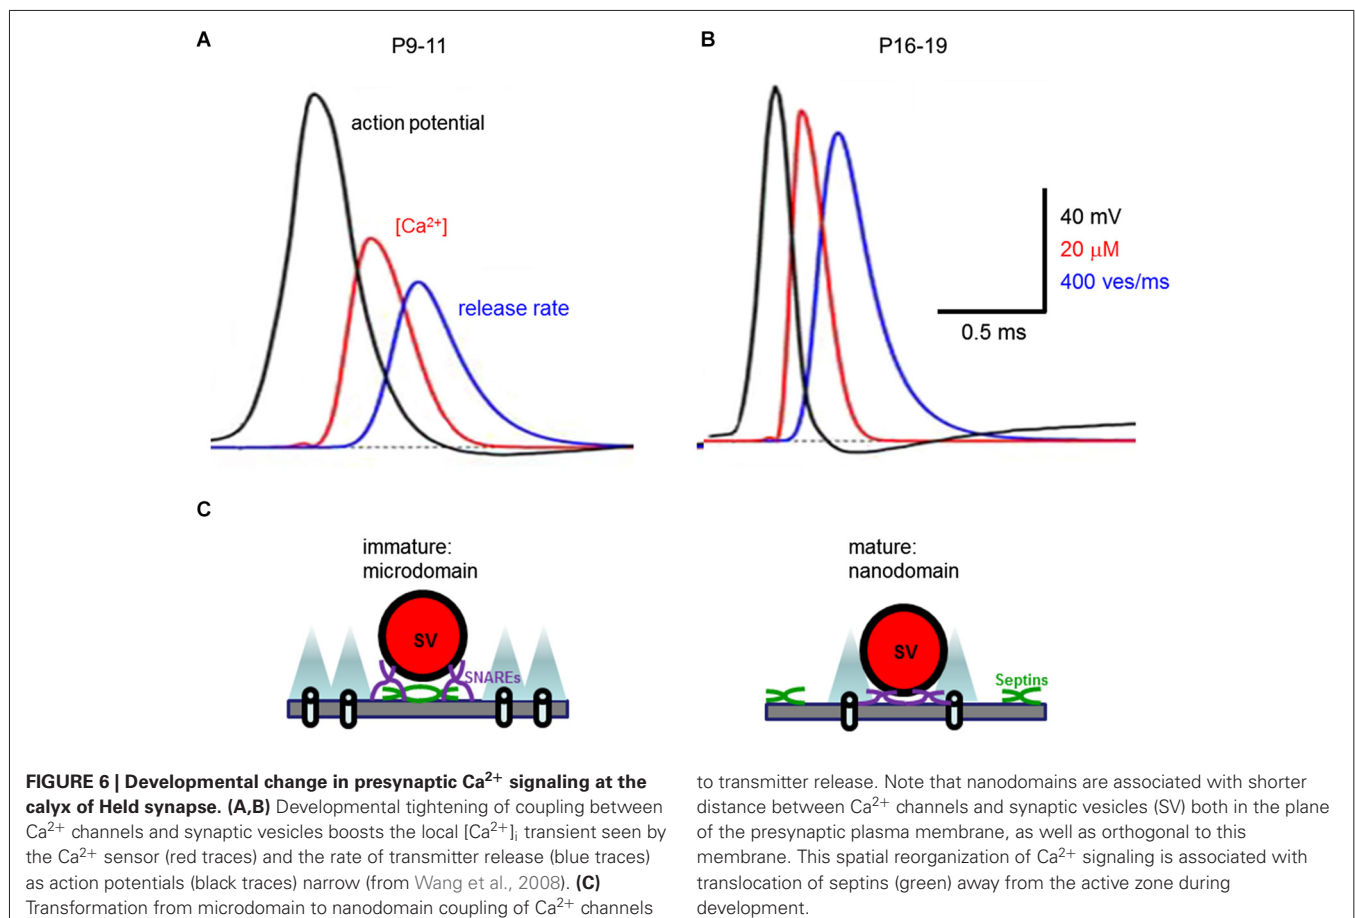 A
P9-11
B
P16-19
action potential
[Ca2+]
release rate
40 mV
20 μM
400 ves/ms
0.5 ms
C
immature:
microdomain
mature:
nanodomain
SV
SNAREs
SV
Septins
FIGURE 6 | Developmental change in presynaptic Ca2+ signaling at the
calyx of Held synapse. (A,B) Developmental tightening of coupling between
Ca2+ channels and synaptic vesicles boosts the local [Ca2+]i transient seen by
the Ca2+ sensor (red traces) and the rate of transmitter release (blue traces)
as action potentials (black traces) narrow (from Wang et al., 2008). (C)
Transformation from microdomain to nanodomain coupling of Ca2+ channels
to transmitter release. Note that nanodomains are associated with shorter
distance between Ca2+ channels and synaptic vesicles (SV) both in the plane
of the presynaptic plasma membrane, as well as orthogonal to this
membrane. This spatial reorganization of Ca2+ signaling is associated with
translocation of septins (green) away from the active zone during
development.